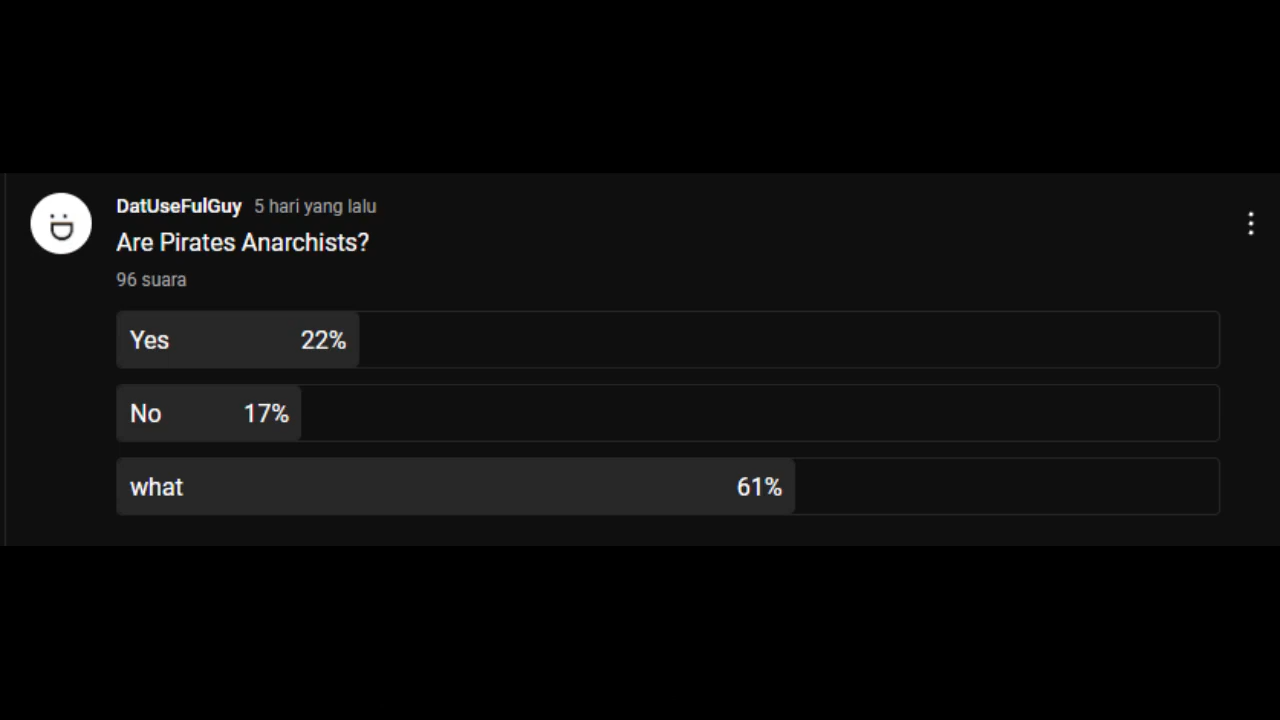 DatUseFulGuy 5 hari yang lalu
Are Pirates Anarchists?
96 suara
Yes 22%
No 17%
what 61%